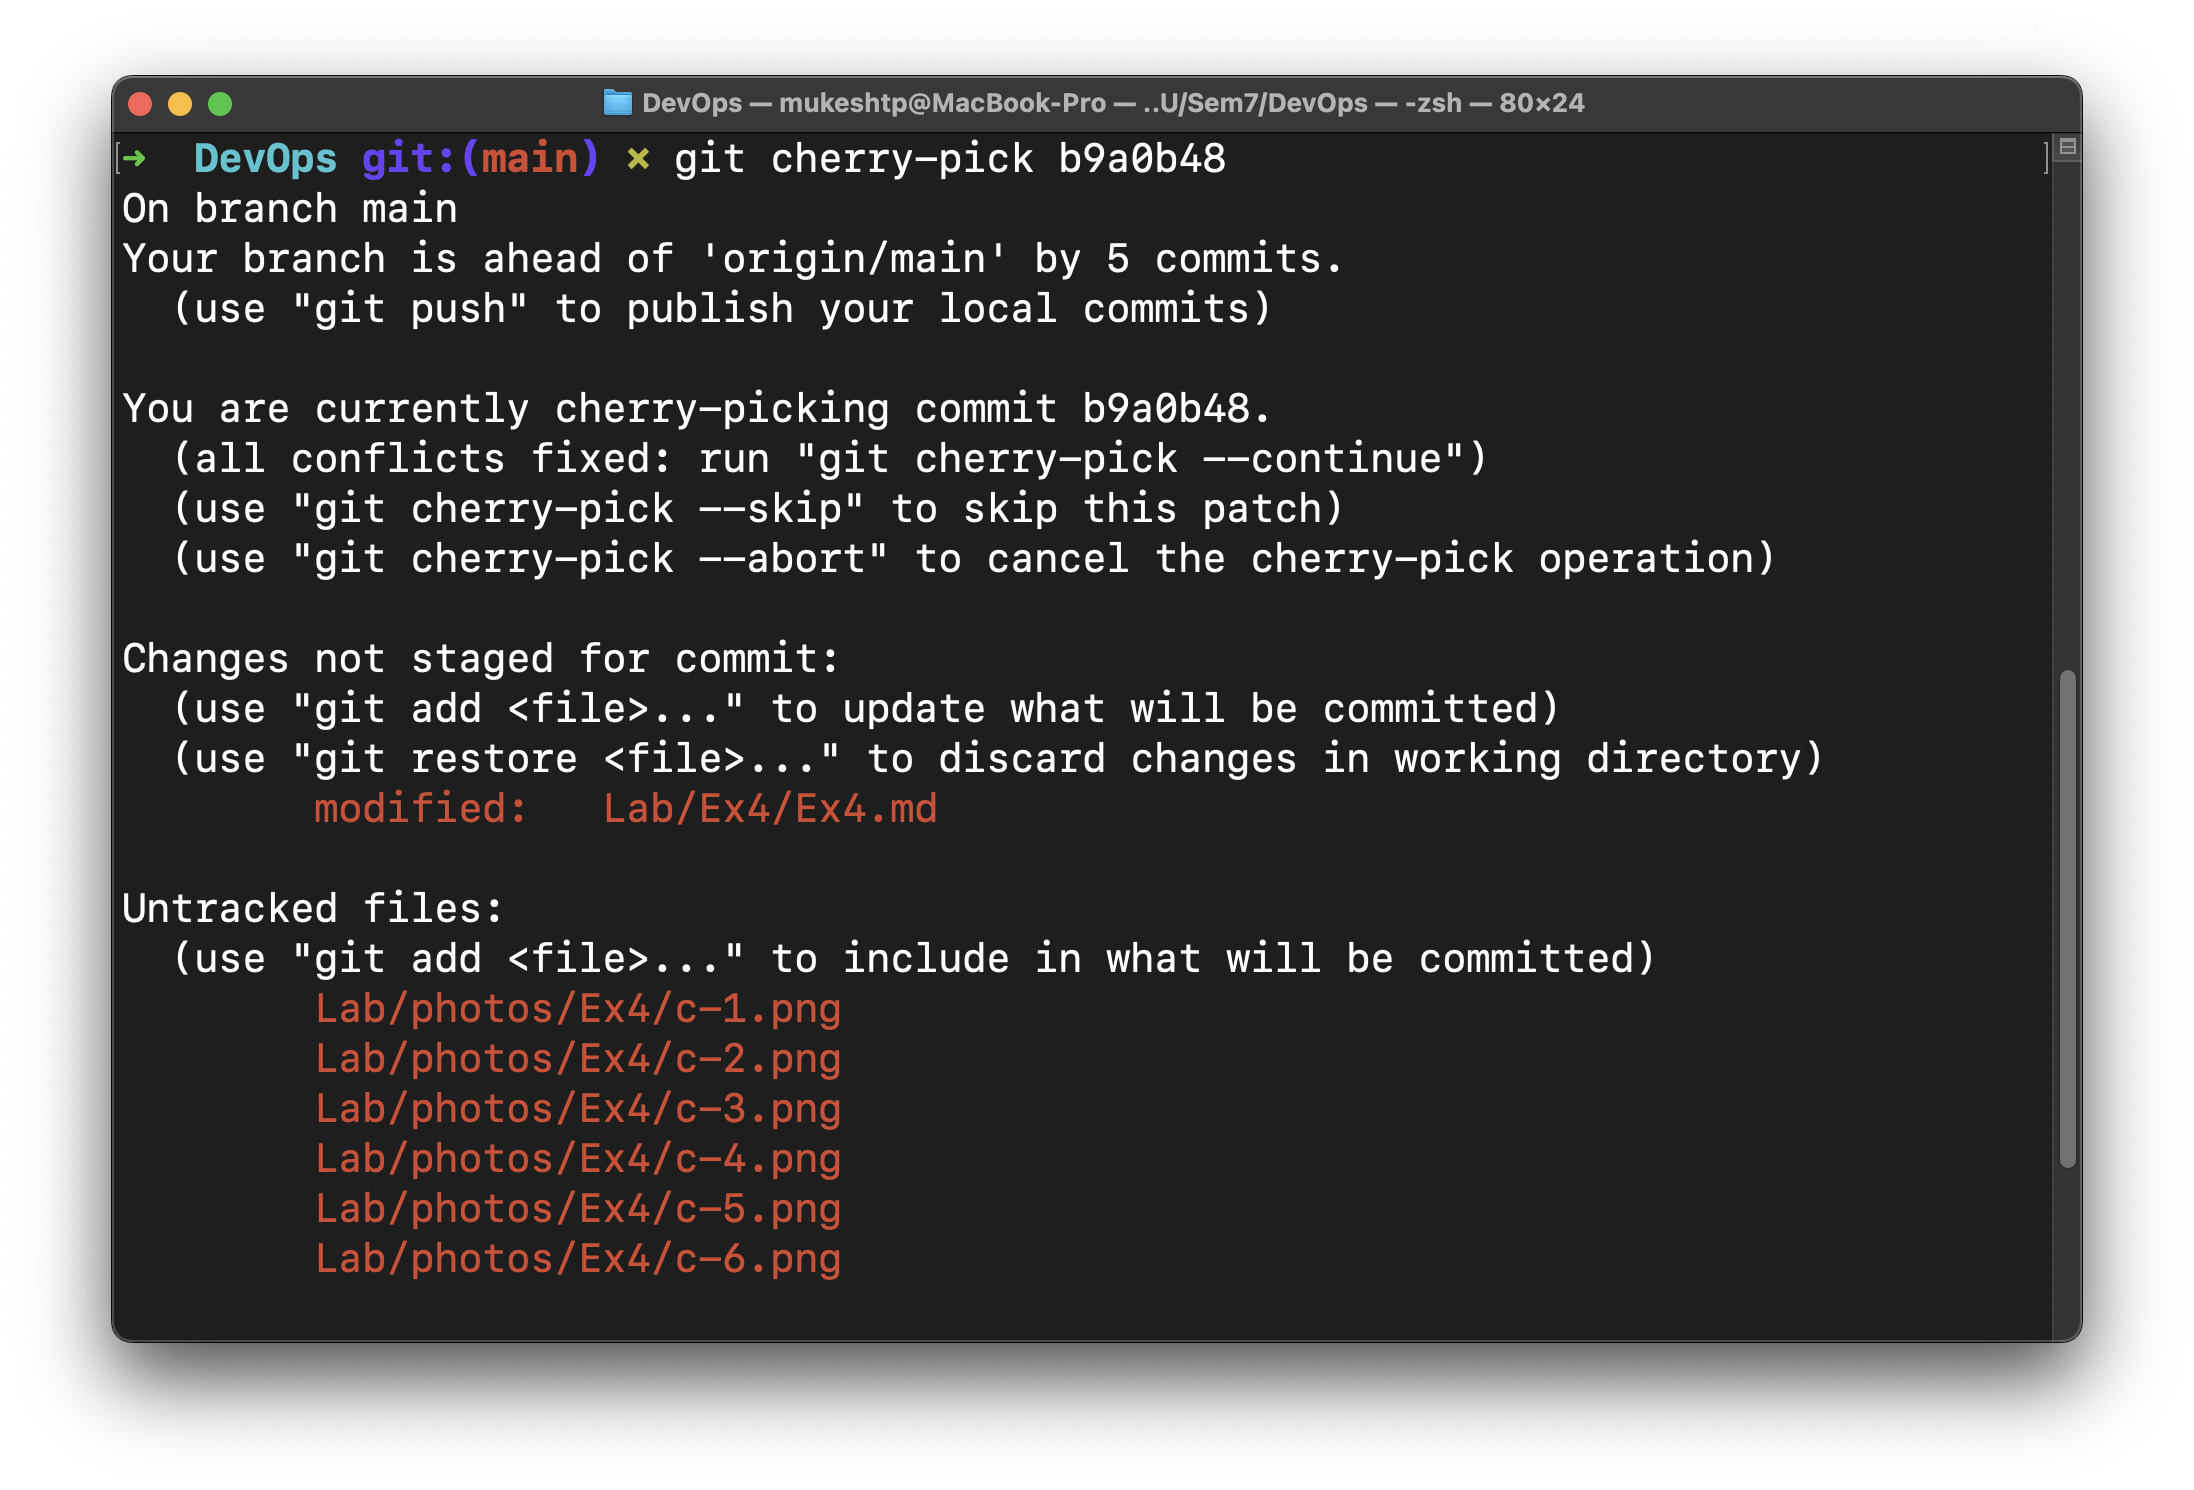 DevOps — mukeshtp@MacBook-Pro — ..U/Sem7/DevOps — -zsh — 80×24
[➜  DevOps git:(main) ✗ git cherry-pick b9a0b48 ]
On branch main
Your branch is ahead of 'origin/main' by 5 commits.
  (use "git push" to publish your local commits)

You are currently cherry-picking commit b9a0b48.
  (all conflicts fixed: run "git cherry-pick --continue")
  (use "git cherry-pick --skip" to skip this patch)
  (use "git cherry-pick --abort" to cancel the cherry-pick operation)

Changes not staged for commit:
  (use "git add <file>..." to update what will be committed)
  (use "git restore <file>..." to discard changes in working directory)
        modified:   Lab/Ex4/Ex4.md

Untracked files:
  (use "git add <file>..." to include in what will be committed)
        Lab/photos/Ex4/c-1.png
        Lab/photos/Ex4/c-2.png
        Lab/photos/Ex4/c-3.png
        Lab/photos/Ex4/c-4.png
        Lab/photos/Ex4/c-5.png
        Lab/photos/Ex4/c-6.png